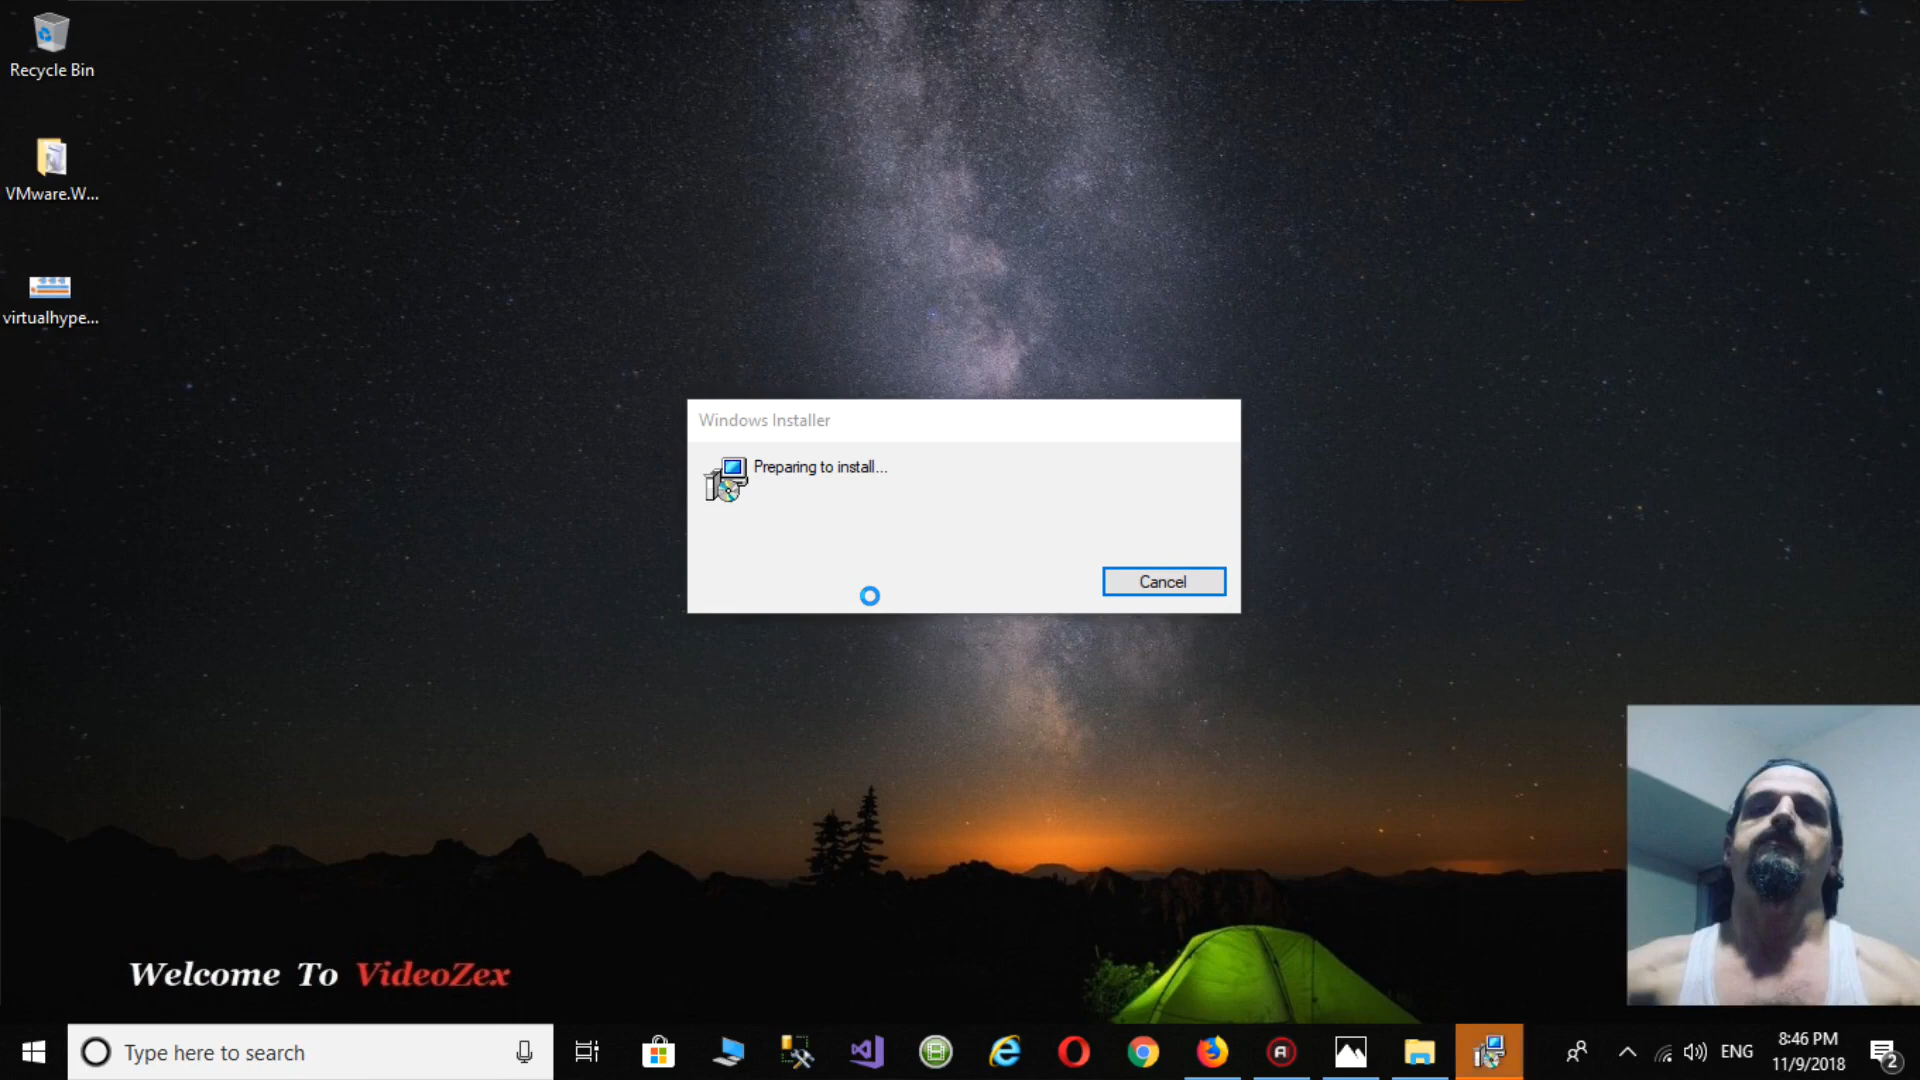 Recycle Bin
VMware.W...
virtualhype...
Windows Installer
Preparing to install...
Cancel
Welcome To VideoZex
Type here to search
ENG
8:46 PM
11/9/2018
2